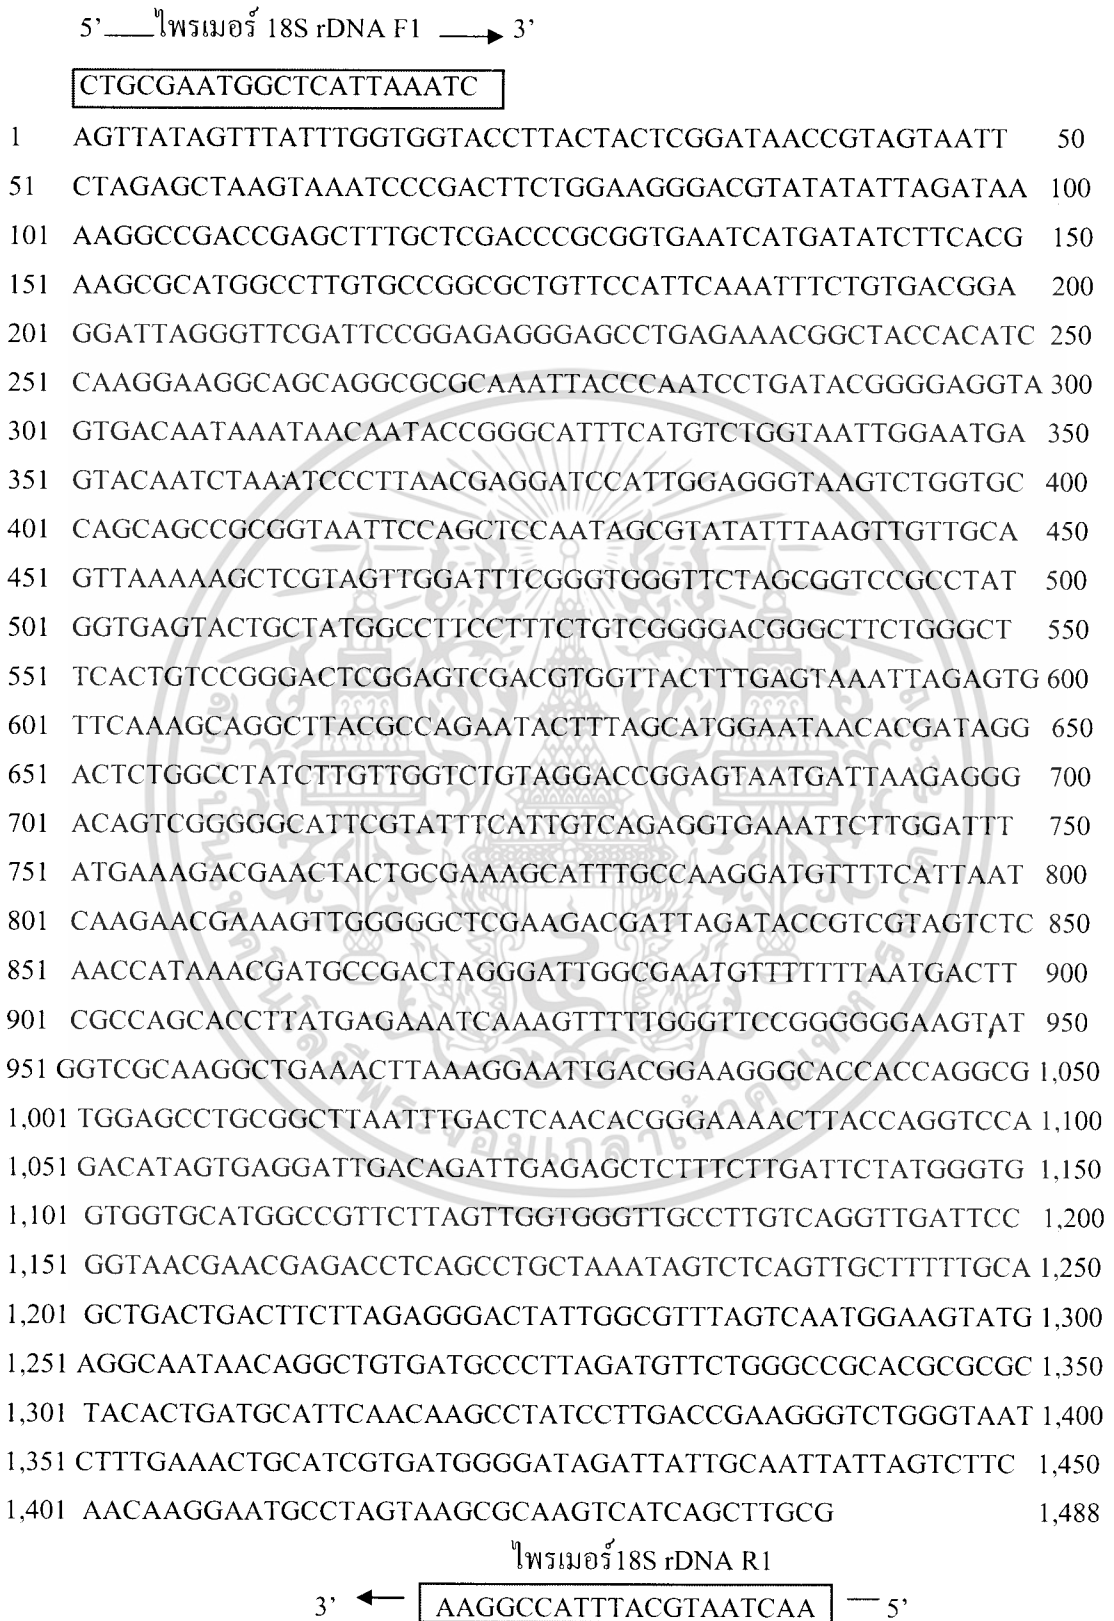 5’ ไพรเมอร์ 18S rDNA F1 → 3’
CTGCGAATGGCTCATTAAATC
1 AGTTATAGTTTATTTGGTGGTACCTTACTACTCGGATAACCGTAGTAATT 50
51 CTAGAGCTAAGTAAATCCCGACTTCTGGAAGGGACGTATATATTAGATAA 100
101 AAGGCCGACCGAGCTTTGCTCGACCCGCGGTGAATCATGATATCTTCACG 150
151 AAGCGCATGGCCTTGTGCCGGCGCTGTTCCATTCAAATTTCTGTGACGGA 200
201 GGATTAGGGTTCGATTCCGGAGAGGGAGCCTGAGAAACGGCTACCACATC 250
251 CAAGGAAGGCAGCAGGCGCGCAAATTACCCAATCCTGATACGGGGAGGTA 300
301 GTGACAATAAATAACAATACCGGGCATTTCATGTCTGGTAATTGGAATGA 350
351 GTACAATCTAAATCCCTTAACGAGGATCCATTGGAGGGTAAGTCTGGTGC 400
401 CAGCAGCCGCGGTAATTCCAGCTCCAATAGCGTATATTTAAGTTGTTGCA 450
451 GTTAAAAAGCTCGTAGTTGGATTTCGGGTGGGTTCTAGCGGTCCGCCTAT 500
501 GGTGAGTACTGCTATGGCCTTCCTTTCTGTCGGGGACGGGCTTCTGGGCT 550
551 TCACTGTCCGGGACTCGGAGTCGACGTGGTTACTTTGAGTAAATTAGAGTG 600
601 TTCAAAGCAGGCTTACGCCAGAATACTTTAGCATGGAATAACACGATAGG 650
651 ACTCTGGCCTATCTTGTTGGTCTGTAGGACCGGAGTAATGATTAAGAGGG 700
701 ACAGTCGGGGGCATTCGTATTTCATTGTCAGAGGTGAAATTCTTGGATTT 750
751 ATGAAAGACGAACTACTGCGAAAGCATTTGCCAAGGATGTTTTCATTAAT 800
801 CAAGAACGAAAGTTGGGGGCTCGAAGACGATTAGATACCGTCGTAGTCTC 850
851 AACCATAAACGATGCCGACTAGGGATTGGCGAATGTTTTTTTAATGACTT 900
901 CGCCAGCACCTTATGAGAAATCAAAGTTTTTGGGTTCCGGGGGGAAGTAT 950
951 GGTCGCAAGGCTGAAACTTAAAGGAATTGACGGAAGGGCACCACCAGGCG 1,050
1,001 TGGAGCCTGCGGCTTAATTTGACTCAACACGGGAAAACTTACCAGGTCCA 1,100
1,051 GACATAGTGAGGATTGACAGATTGAGAGCTCTTTCTTGATTCTATGGGTG 1,150
1,101 GTGGTGCATGGCCGTTCTTAGTTGGTGGGTTGCCTTGTCAGGTTGATTCC 1,200
1,151 GGTAACGAACGAGACCTCAGCCTGCTAAATAGTCTCAGTTGCTTTTTGCA 1,250
1,201 GCTGACTGACTTCTTAGAGGGACTATTGGCGTTTAGTCAATGGAAGTATG 1,300
1,251 AGGCAATAACAGGCTGTGATGCCCTTAGATGTTCTGGGCCGCACGCGCGC 1,350
1,301 TACACTGATGCATTCAACAAGCCTATCCTTGACCGAAGGGTCTGGGTAAT 1,400
1,351 CTTTGAAACTGCATCGTGATGGGGATAGATTATTGCAATTATTAGTCTTC 1,450
1,401 AACAAGGAATGCCTAGTAAGCGCAAGTCATCAGCTTGCG 1,488
ไพรเมอร์18S rDNA R1
3’ ← AAGGCCATTTACGTAATCAA 5’